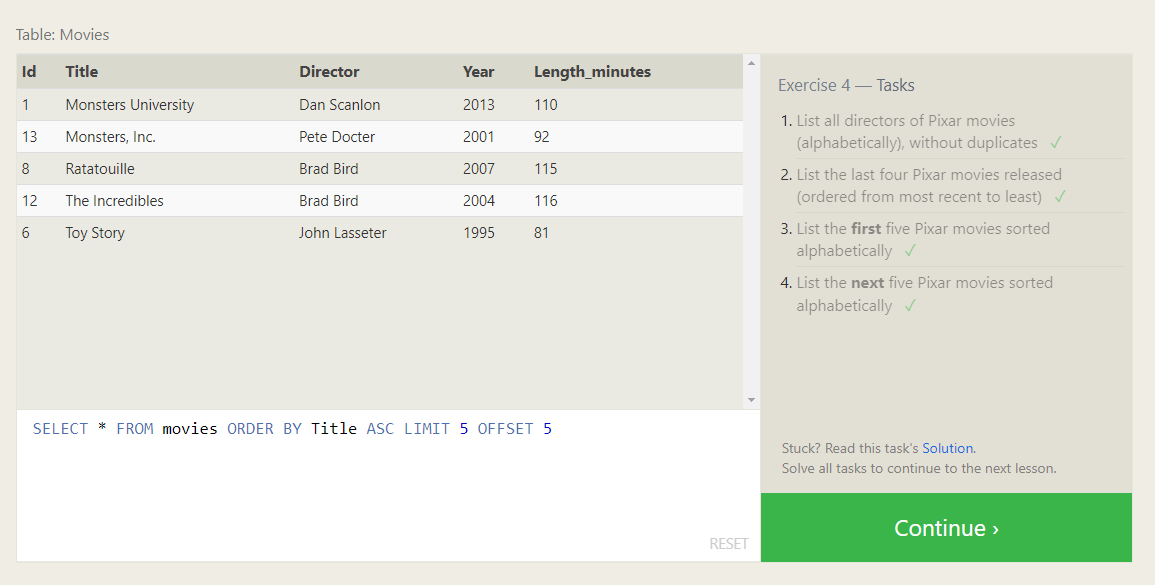 Table: Movies
Id Title Director Year Length_minutes
1 Monsters University Dan Scanlon 2013 110
13 Monsters, Inc. Pete Docter 2001 92
8 Ratatouille Brad Bird 2007 115
12 The Incredibles Brad Bird 2004 116
6 Toy Story John Lasseter 1995 81
SELECT * FROM movies ORDER BY Title ASC LIMIT 5 OFFSET 5
RESET
Exercise 4 — Tasks
1. List all directors of Pixar movies
(alphabetically), without duplicates ✓
2. List the last four Pixar movies released
(ordered from most recent to least) ✓
3. List the first five Pixar movies sorted
alphabetically ✓
4. List the next five Pixar movies sorted
alphabetically ✓
Stuck? Read this task's Solution.
Solve all tasks to continue to the next lesson.
Continue ›